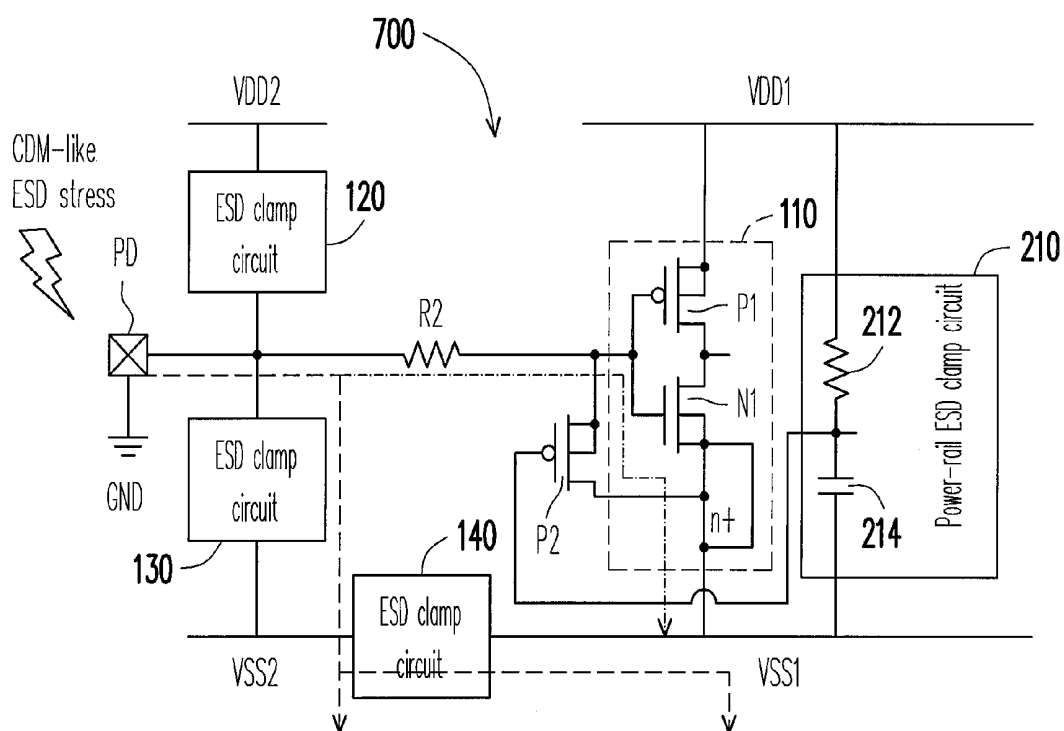 700
VDD2
VDD1
CDM-like
ESD stress
ESD clamp
circuit
120
110
210
PD
R2
P1
212
N1
Power-rail ESD clamp circuit
ESD clamp
circuit
GND
P2
n+
214
130
140
ESD clamp
circuit
VSS2
VSS1